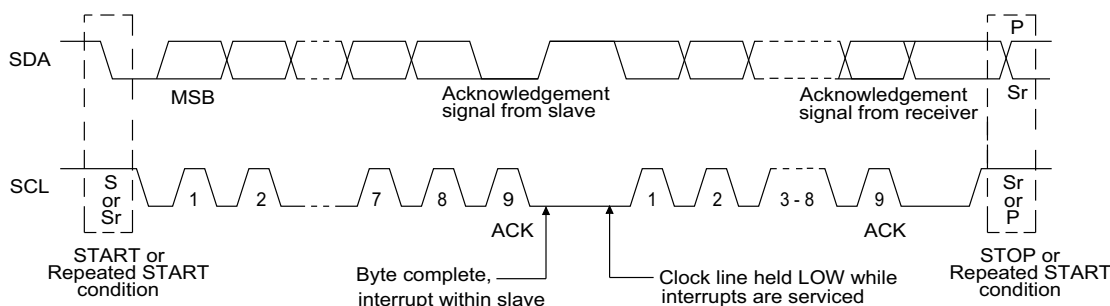 P
SDA
MSB
Acknowledgement
signal from slave
Acknowledgement
signal from receiver
Sr
SCL
S
or
Sr
1
2
7
8
9
1
2
3 - 8
9
Sr
or
P
ACK
ACK
START or
Repeated START
condition
STOP or
Repeated START
condition
Byte complete,
interrupt within slave
Clock line held LOW while
interrupts are serviced